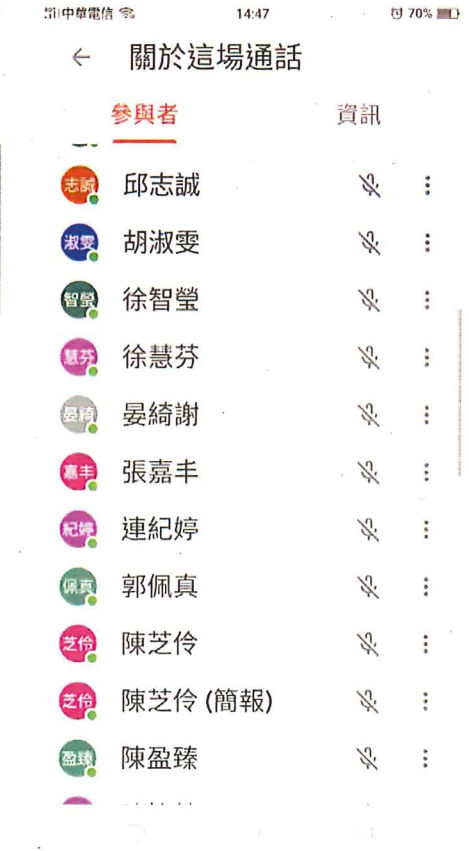 中華電信 14:47 70%
← 關於這場通話
參與者 資訊
志誠 邱志誠
淑雯 胡淑雯
智瑩 徐智瑩
慧芬 徐慧芬
晏綺 晏綺謝
嘉丰 張嘉丰
紀婷 連紀婷
佩真 郭佩真
芝伶 陳芝伶
芝伶 陳芝伶 (簡報)
盈臻 陳盈臻